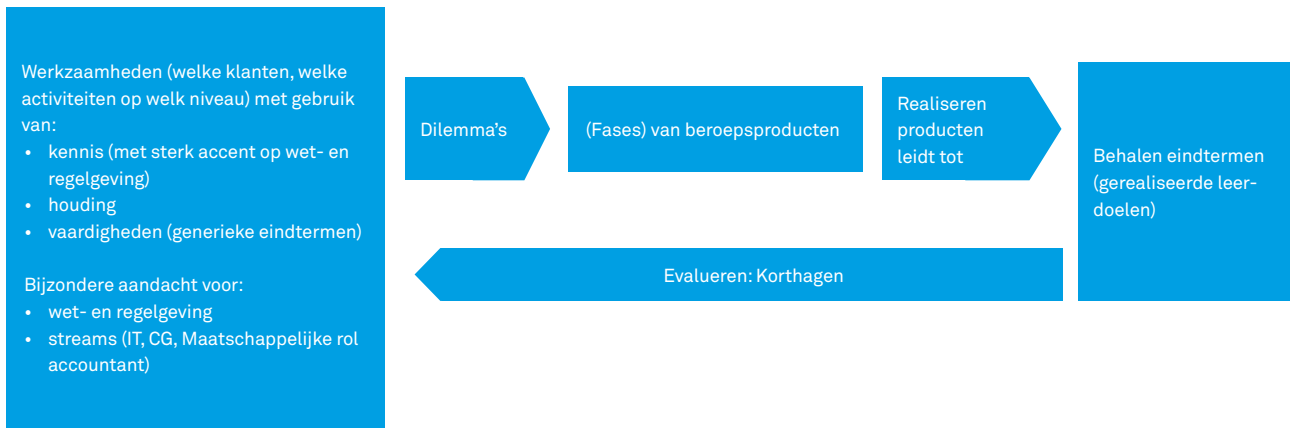 Werkzaamheden (welke klanten, welke
activiteiten op welk niveau) met gebruik
van:
• kennis (met sterk accent op wet- en
regelgeving)
• houding
• vaardigheden (generieke eindtermen)
Bijzondere aandacht voor:
• wet- en regelgeving
• streams (IT, CG, Maatschappelijke rol
accountant)
Dilemma's
(Fases) van beroepsproducten
Realiseren
producten
leidt tot
Behalen eindtermen
(gerealiseerde leer-
doelen)
Evalueren: Korthagen